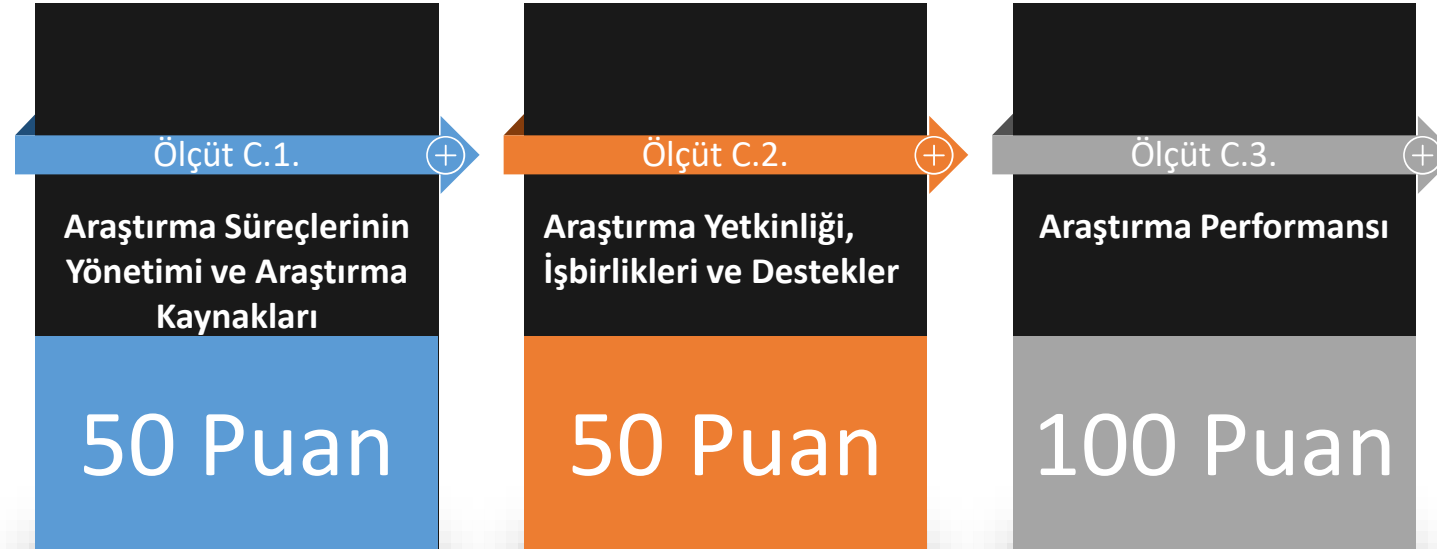 Ölçüt C.1.
Araştırma Süreçlerinin
Yönetimi ve Araştırma
Kaynakları
50 Puan
Ölçüt C.2.
Araştırma Yetkinliği,
İşbirlikleri ve Destekler
50 Puan
Ölçüt C.3.
Araştırma Performansı
100 Puan